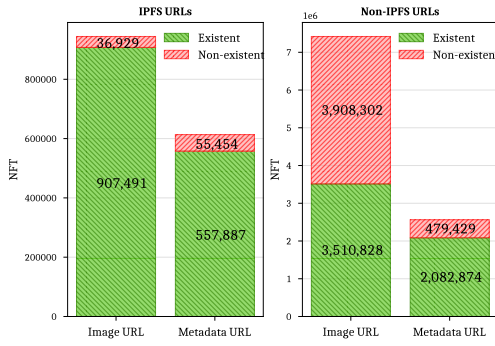 IPFS URLs
Existent
Non-existent
36,929
907,491
55,454
557,887
NFT
0
200000
400000
600000
800000
Image URL
Metadata URL
Non-IPFS URLs
1e6
Existent
Non-existen
3,908,302
3,510,828
479,429
2,082,874
NFT
0
1
2
3
4
5
6
7
Image URL
Metadata URL